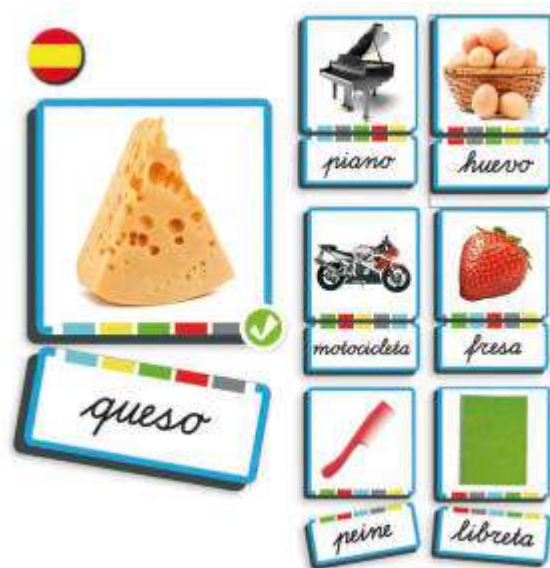 queso
piano
huevo
motocicleta
fresa
peine
libreta